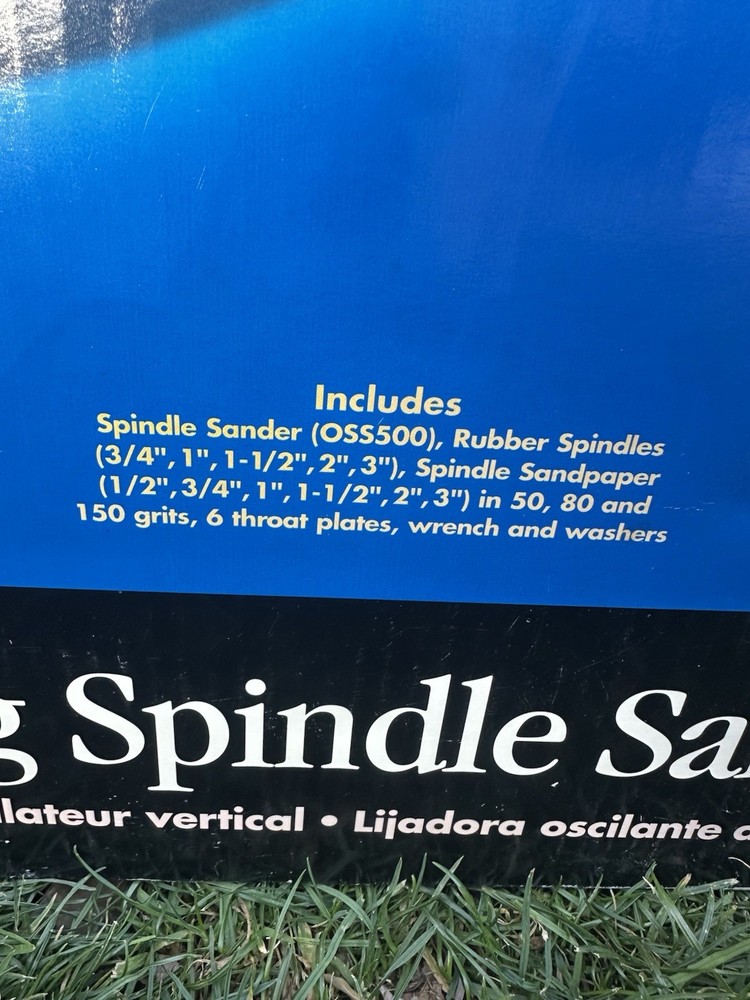 Includes
Spindle Sander (OSS500), Rubber Spindles
(3/4", 1", 1-1/2", 2", 3"), Spindle Sandpaper
(1/2", 3/4", 1", 1-1/2", 2", 3") in 50, 80 and
150 grits, 6 throat plates, wrench and washers
g Spindle Sa
llateur vertical • Lijadora oscilante d